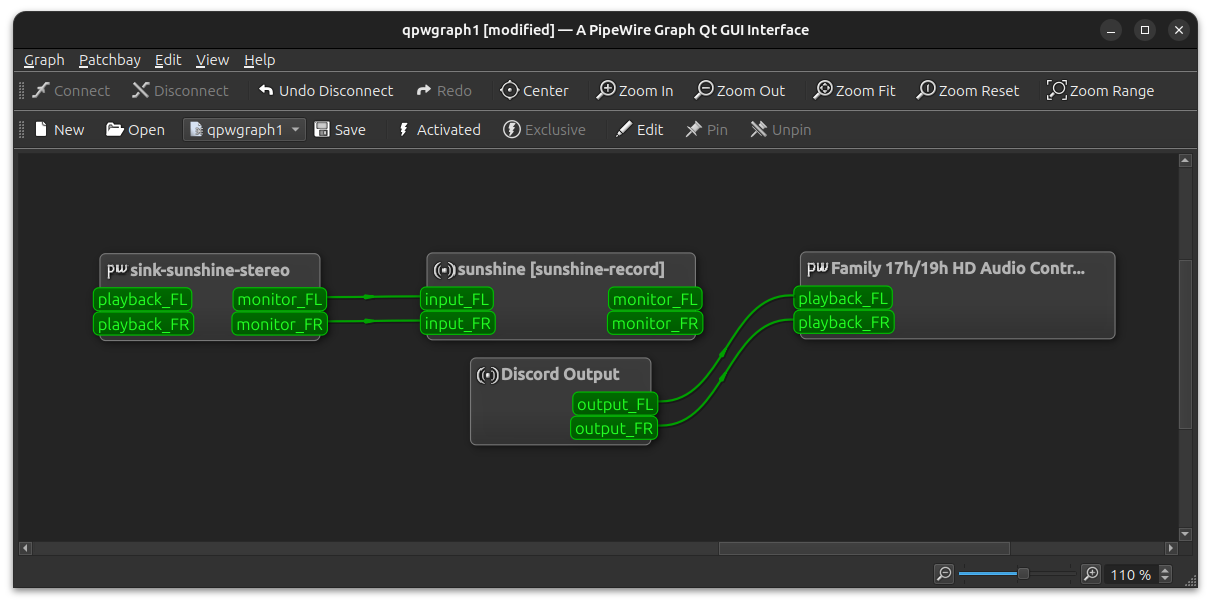 qpwgraph1 [modified] — A PipeWire Graph Qt GUI Interface
Graph Patchbay Edit View Help
Connect Disconnect Undo Disconnect Redo Center Zoom In Zoom Out Zoom Fit Zoom Reset Zoom Range
New Open qpwgraph1 Save Activated Exclusive Edit Pin Unpin
pw sink-sunshine-stereo
playback_FL monitor_FL
playback_FR monitor_FR
sunshine [sunshine-record]
input_FL monitor_FL
input_FR monitor_FR
pw Family 17h/19h HD Audio Contr...
playback_FL
playback_FR
Discord Output
output_FL
output_FR
110 %